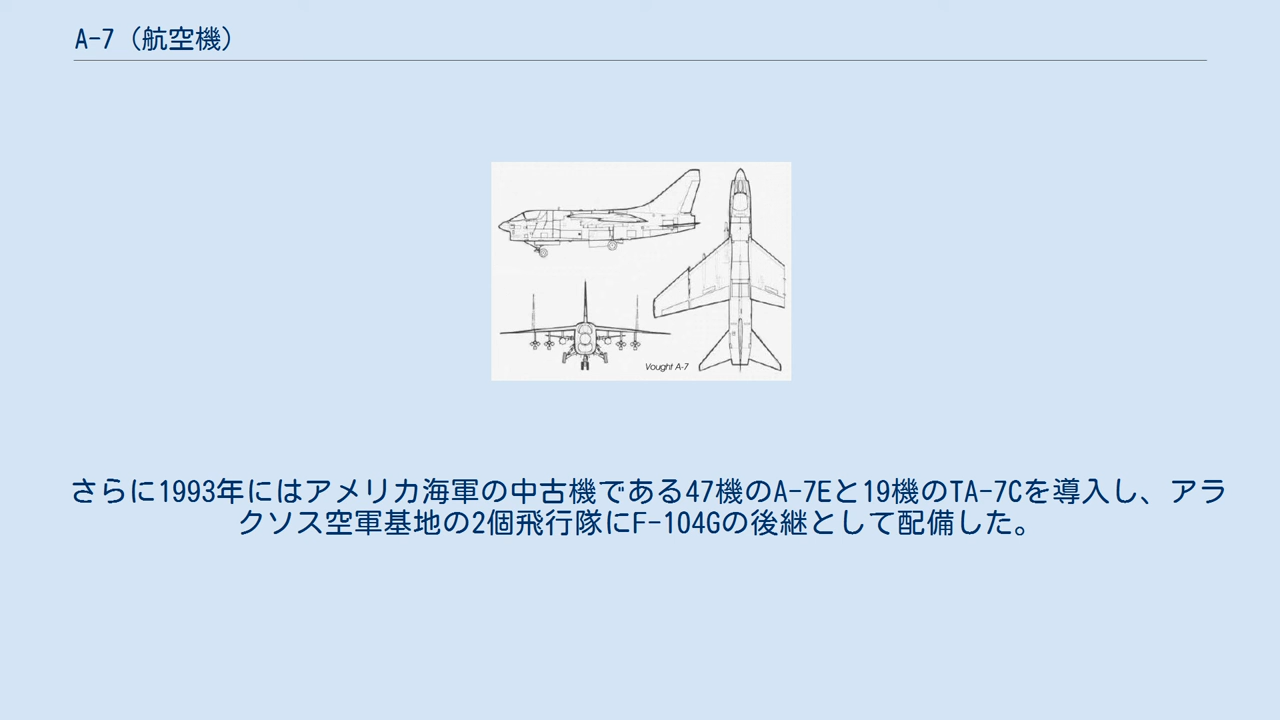 A-7（航空機）
Vought A-7
さらに1993年にはアメリカ海軍の中古機である47機のA-7Eと19機のTA-7Cを導入し、アラ
クソス空軍基地の2個飛行隊にF-104Gの後継として配備した。